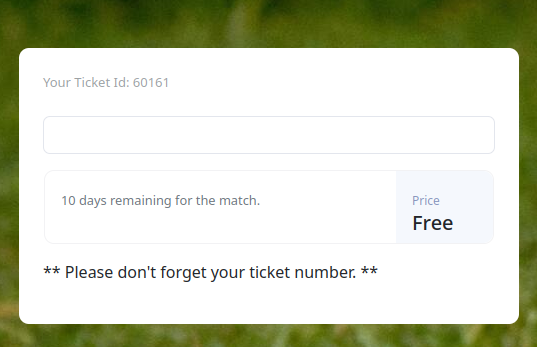 Your Ticket Id: 60161
10 days remaining for the match.
Price
Free
** Please don't forget your ticket number. **